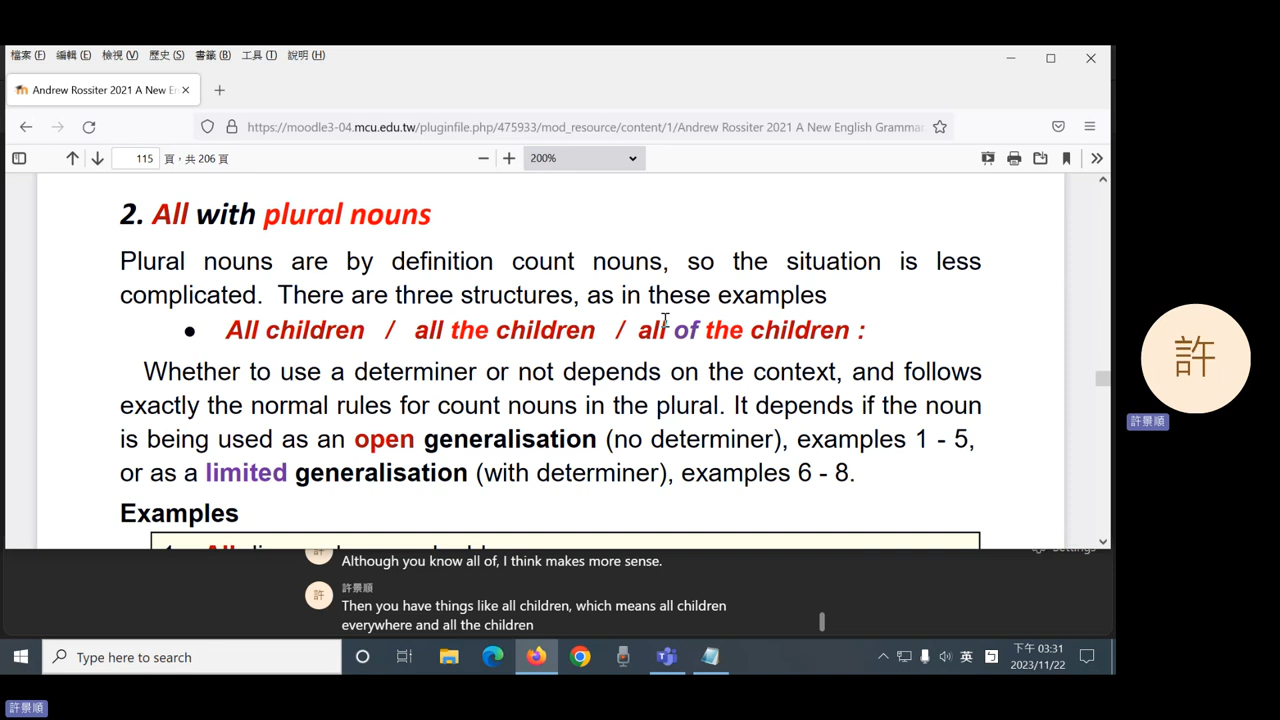 檔案 (F) 編輯 (E) 檢視 (V) 歷史 (S) 書籤 (B) 工具 (T) 說明 (H)
Andrew Rossiter 2021 A New En
https://moodle3-04.mcu.edu.tw/pluginfile.php/475933/mod_resource/content/1/Andrew Rossiter 2021 A New English Grammar
115 頁，共 206 頁 200%
2. All with plural nouns
Plural nouns are by definition count nouns, so the situation is less
complicated. There are three structures, as in these examples
● All children / all the children / all of the children :
Whether to use a determiner or not depends on the context, and follows
exactly the normal rules for count nouns in the plural. It depends if the noun
is being used as an open generalisation (no determiner), examples 1 - 5,
or as a limited generalisation (with determiner), examples 6 - 8.
Examples
許
許景順
Although you know all of, I think makes more sense.
許景順
許
Then you have things like all children, which means all children
everywhere and all the children
Settings
Type here to search
英
下午 03:31
2023/11/22
許景順